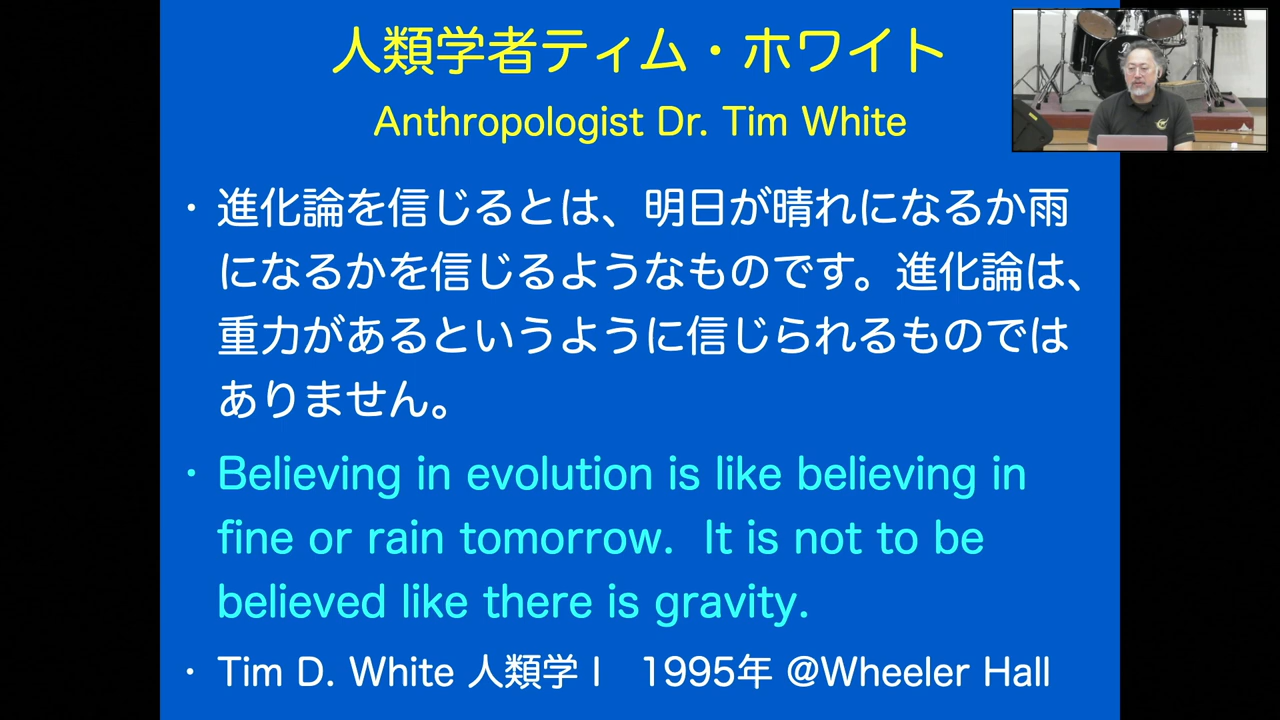 人類学者ティム・ホワイト
Anthropologist Dr. Tim White
・進化論を信じるとは、明日が晴れになるか雨
になるかを信じるようなものです。進化論は、
重力があるというように信じられるものでは
ありません。
・Believing in evolution is like believing in
fine or rain tomorrow.  It is not to be
believed like there is gravity.
・Tim D. White 人類学 I　1995年 @Wheeler Hall